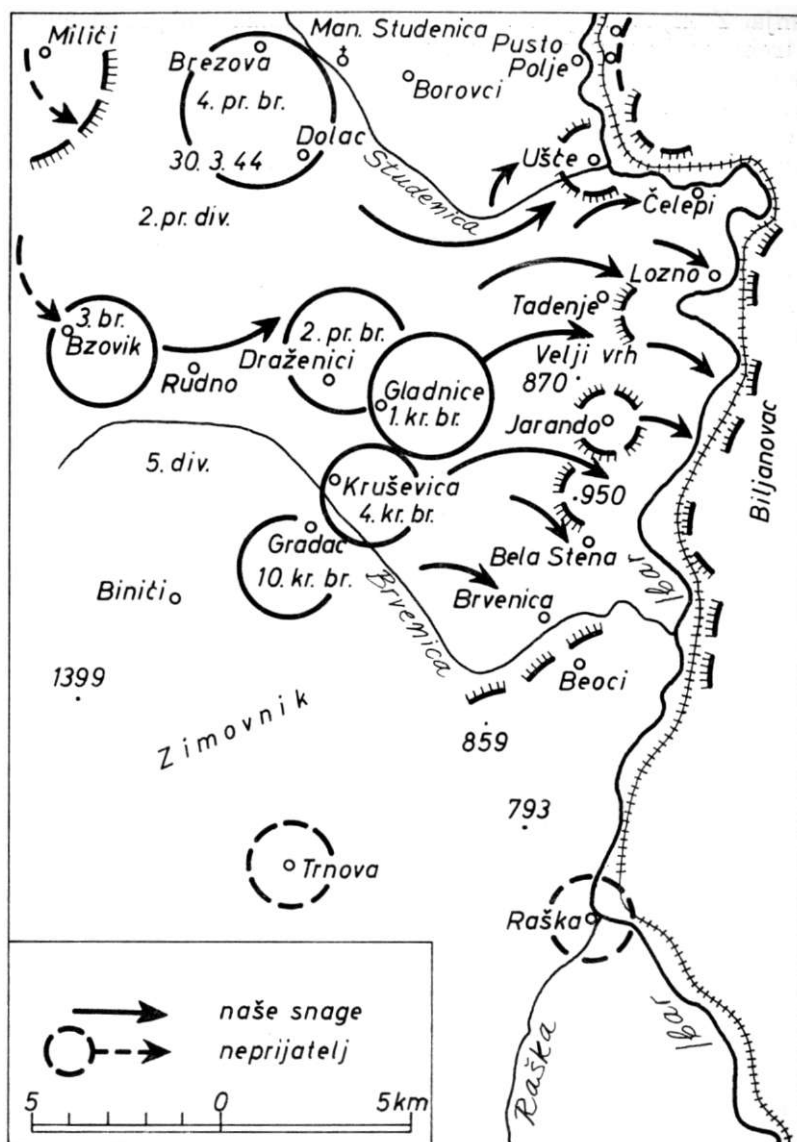 Milići
Brezova
4. pr. br.
Dolac
30. 3. 44
Man. Studenica
Borovci
Pusto
Polje
Ušće
Studenica
Čelepi
2. pr. div.
Lozno
Tadenje
3. br.
Bzovik
Rudno
2. pr. br.
Draženići
Gladnice
1. kr. br.
Velji vrh
870
Jarando
Biljanovac
5. div.
Kruševica
4. kr. br.
.950
Gradac
10. kr. br.
Bela Stena
Ibar
Binići
Brvenica
Brvenica
Beoci
1399
Zimovnik
859
793
Trnova
Raška
naše snage
neprijatelj
Raška
Ibar
5 0 5 km